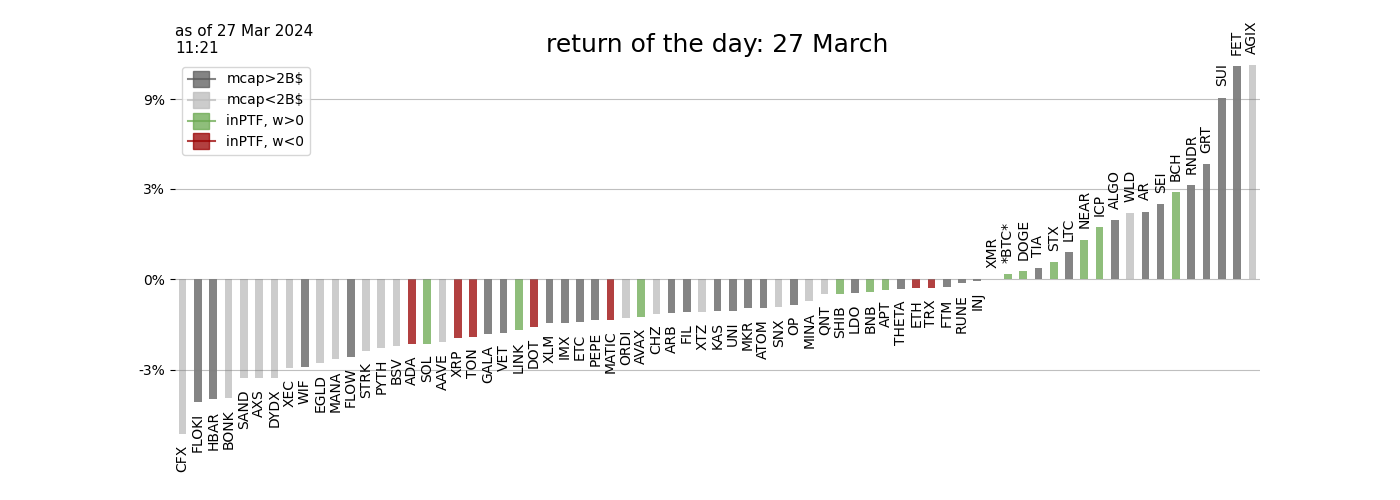 as of 27 Mar 2024
11:21
return of the day: 27 March
mcap>2B$
mcap<2B$
inPTF, w>0
inPTF, w<0
9%
3%
0%
-3%
CFX
FLOKI
HBAR
BONK
SAND
AXS
DYDX
XEC
WIF
EGLD
MANA
FLOW
STRK
PYTH
BSV
ADA
SOL
AAVE
XRP
TON
GALA
VET
LINK
DOT
XLM
IMX
ETC
PEPE
MATIC
ORDI
AVAX
CHZ
ARB
FIL
XTZ
KAS
UNI
MKR
ATOM
SNX
OP
MINA
QNT
SHIB
LDO
BNB
APT
THETA
ETH
TRX
FTM
RUNE
INJ
XMR
*BTC*
DOGE
TIA
STX
LTC
NEAR
ICP
ALGO
WLD
AR
SEI
BCH
RNDR
GRT
SUI
FET
AGIX